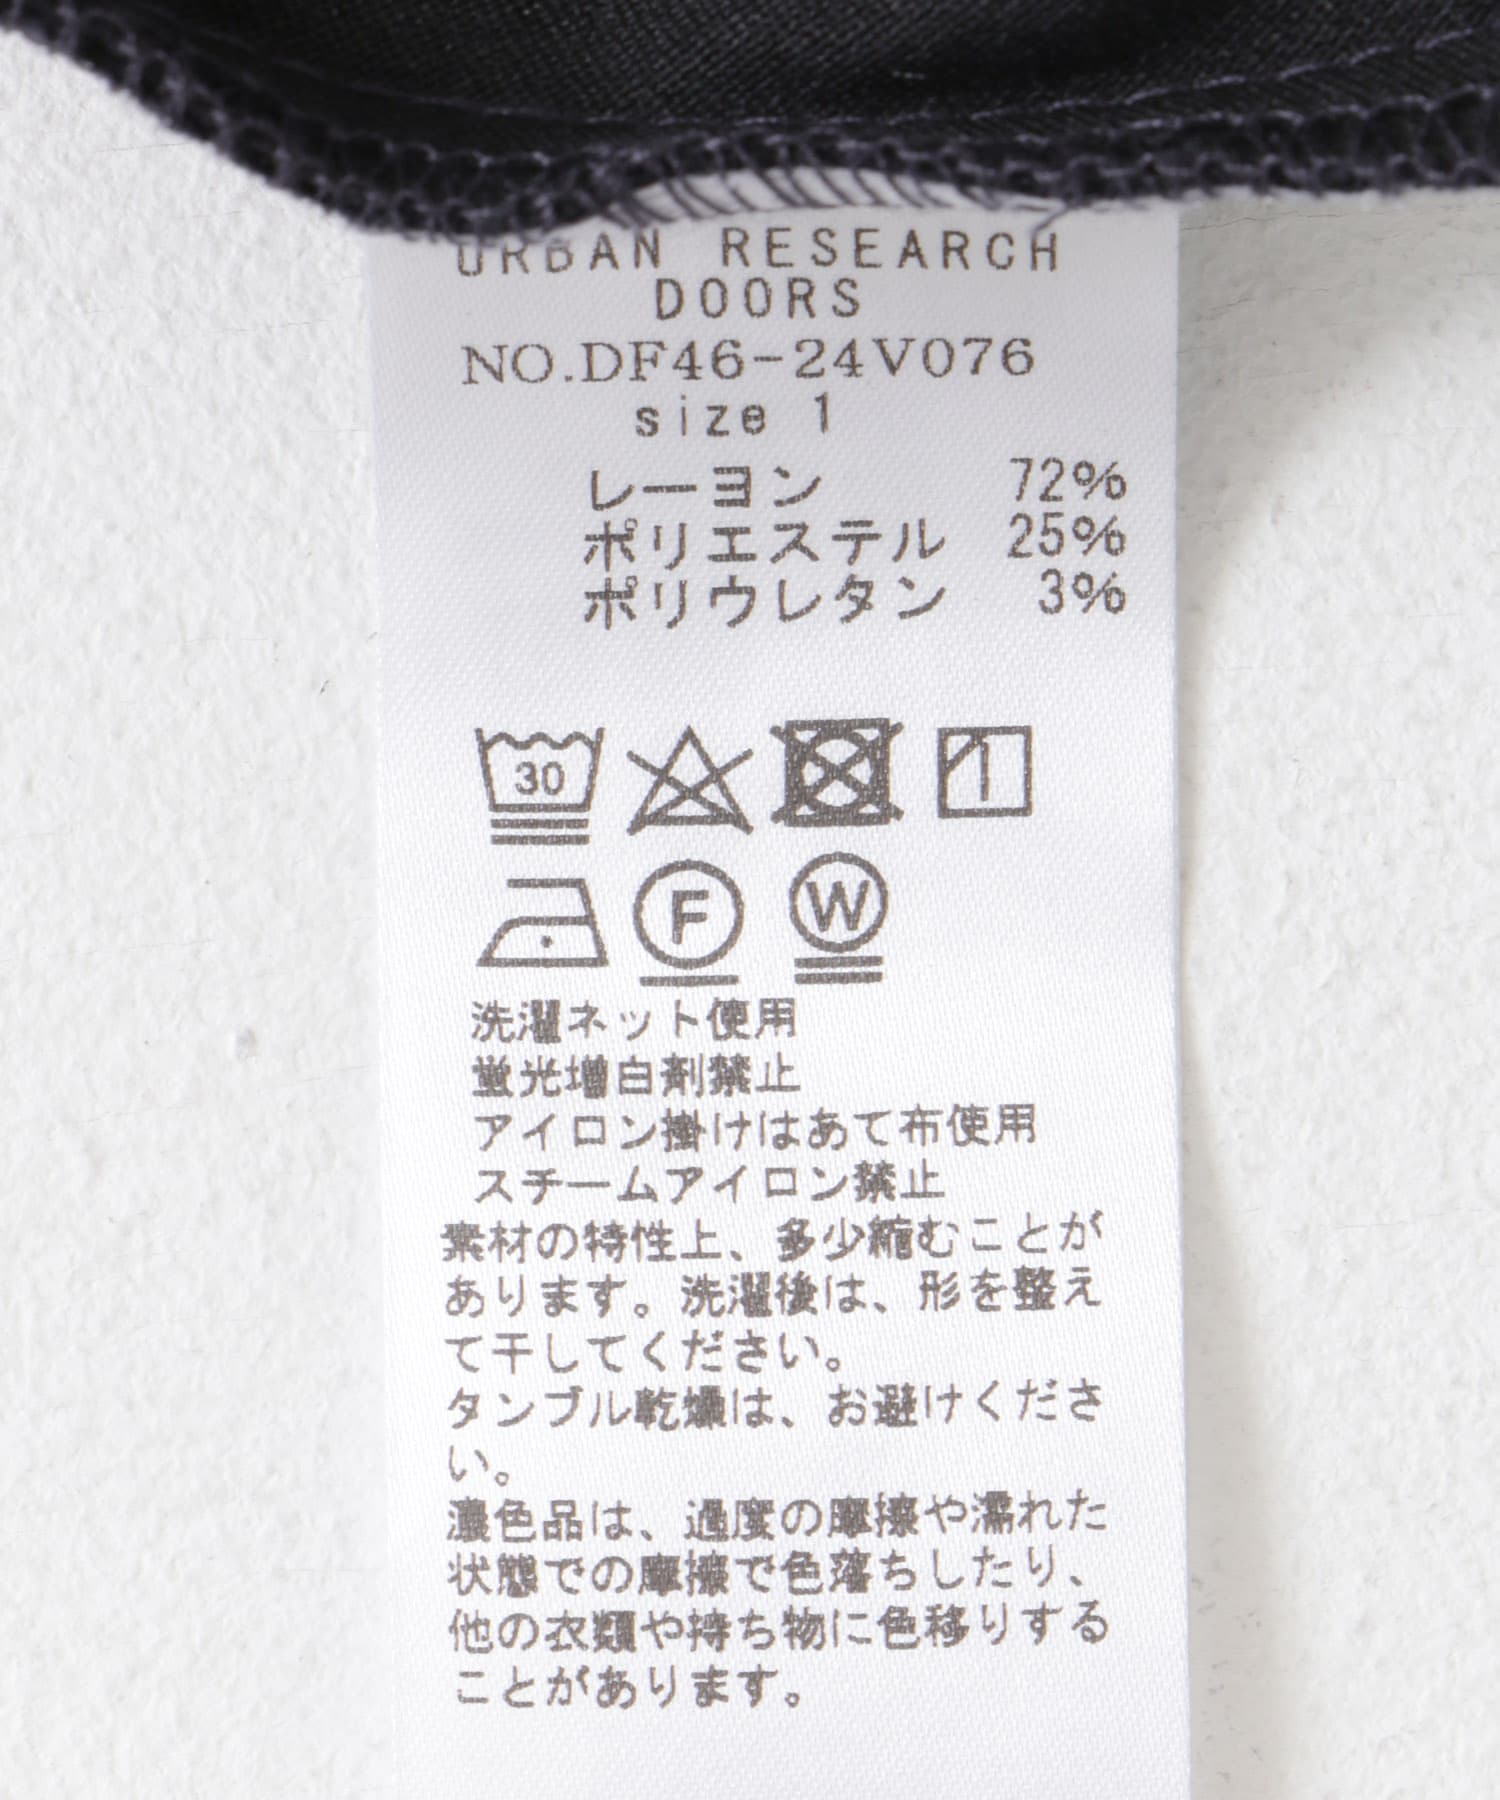 URBAN RESEARCH
DOORS
NO.DF46-24V076
size 1
レーヨン 72%
ポリエステル 25%
ポリウレタン 3%
30
F W
洗濯ネット使用
蛍光増白剤禁止
アイロン掛けはあて布使用
スチームアイロン禁止
素材の特性上、多少縮むことが
あります。洗濯後は、形を整え
て干してください。
タンブル乾燥は、お避けくださ
い。
濃色品は、過度の摩擦や濡れた
状態での摩擦で色落ちしたり、
他の衣類や持ち物に色移りする
ことがあります。